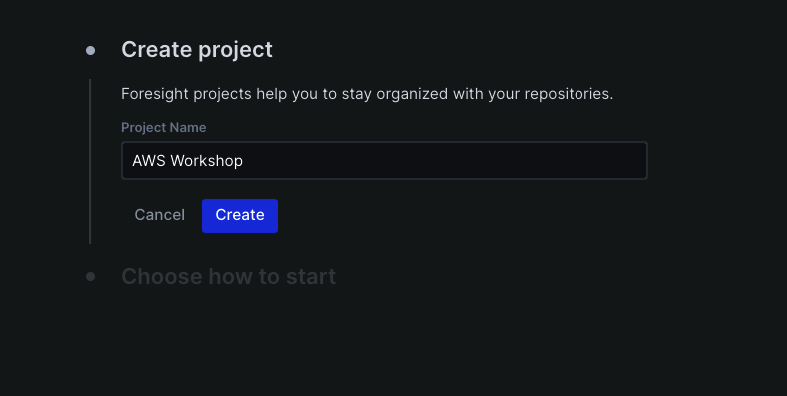 Create project
Foresight projects help you to stay organized with your repositories.
Project Name
AWS Workshop
Cancel
Create
Choose how to start